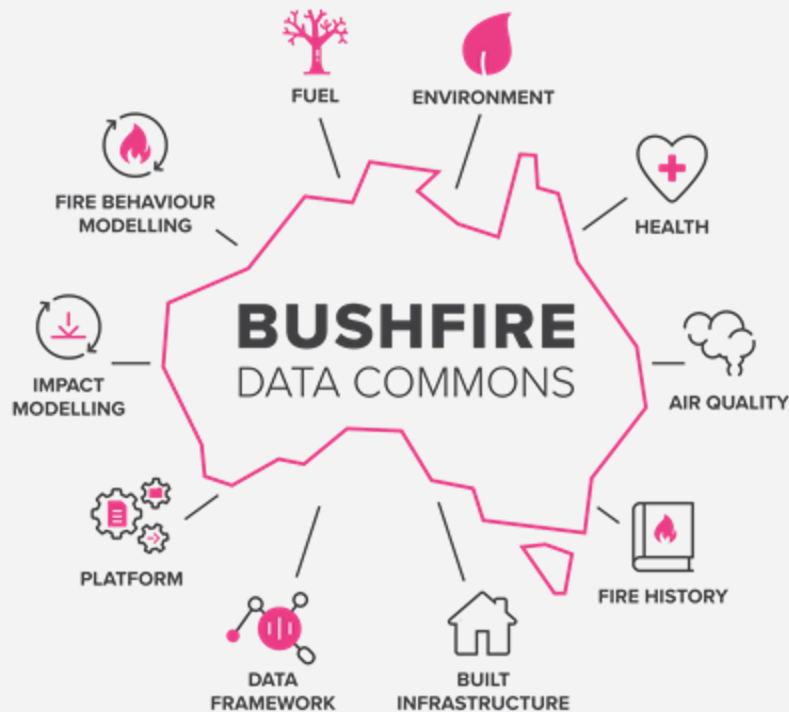 FUEL
ENVIRONMENT
FIRE BEHAVIOUR
MODELLING
HEALTH
BUSHFIRE
DATA COMMONS
IMPACT
MODELLING
AIR QUALITY
PLATFORM
FIRE HISTORY
DATA
FRAMEWORK
BUILT
INFRASTRUCTURE